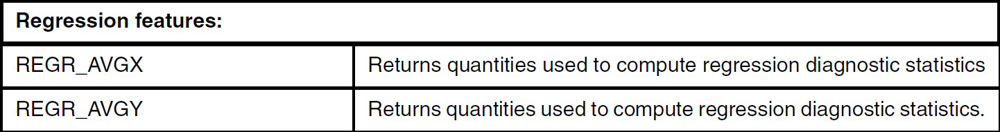 Regression features:
REGR_AVGX Returns quantities used to compute regression diagnostic statistics
REGR_AVGY Returns quantities used to compute regression diagnostic statistics.